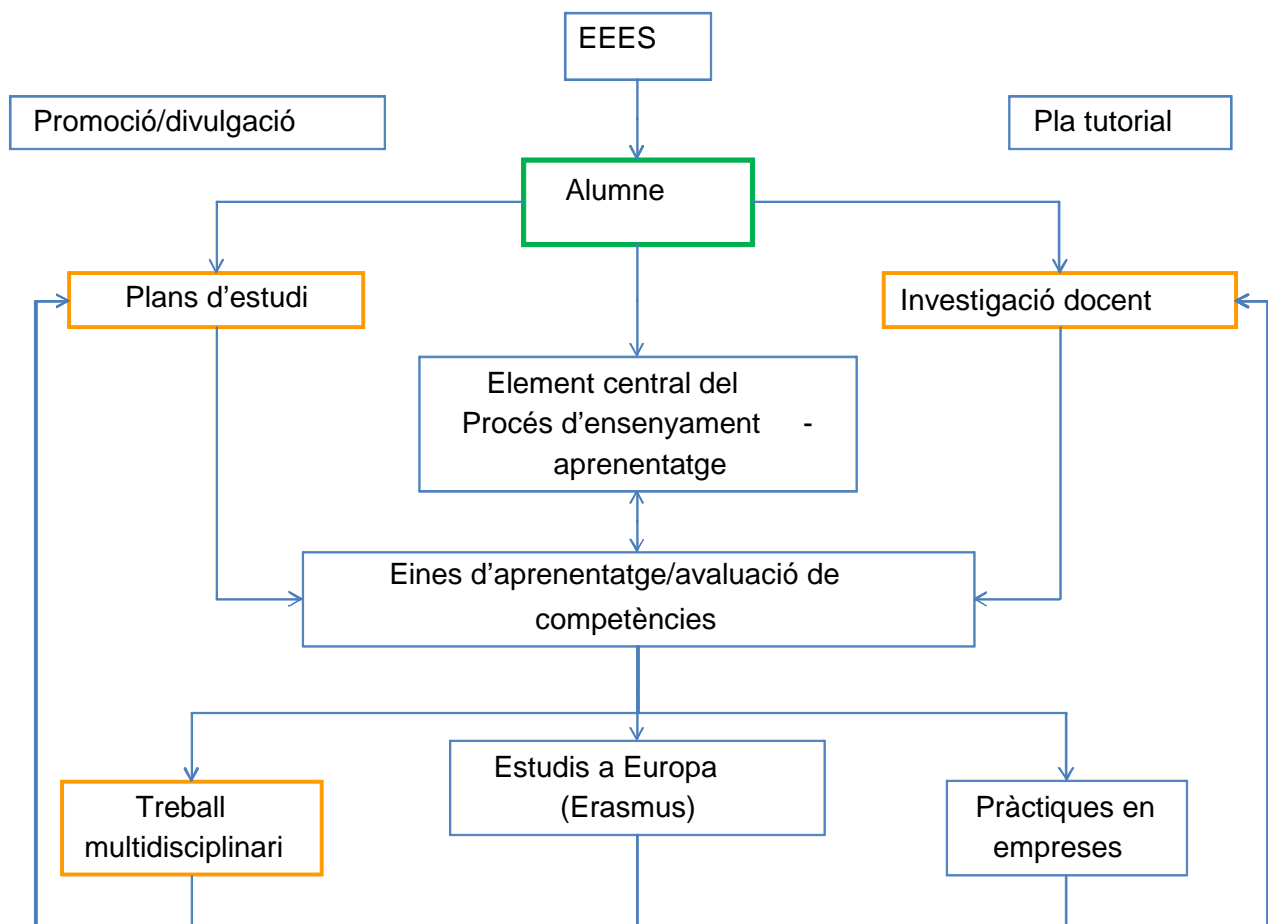 EEES
Promoció/divulgació
Pla tutorial
Alumne
Plans d’estudi
Investigació docent
Element central del
Procés d’ensenyament -
aprenentatge
Eines d’aprenentatge/avaluació de
competències
Treball
multidisciplinari
Estudis a Europa
(Erasmus)
Pràctiques en
empreses